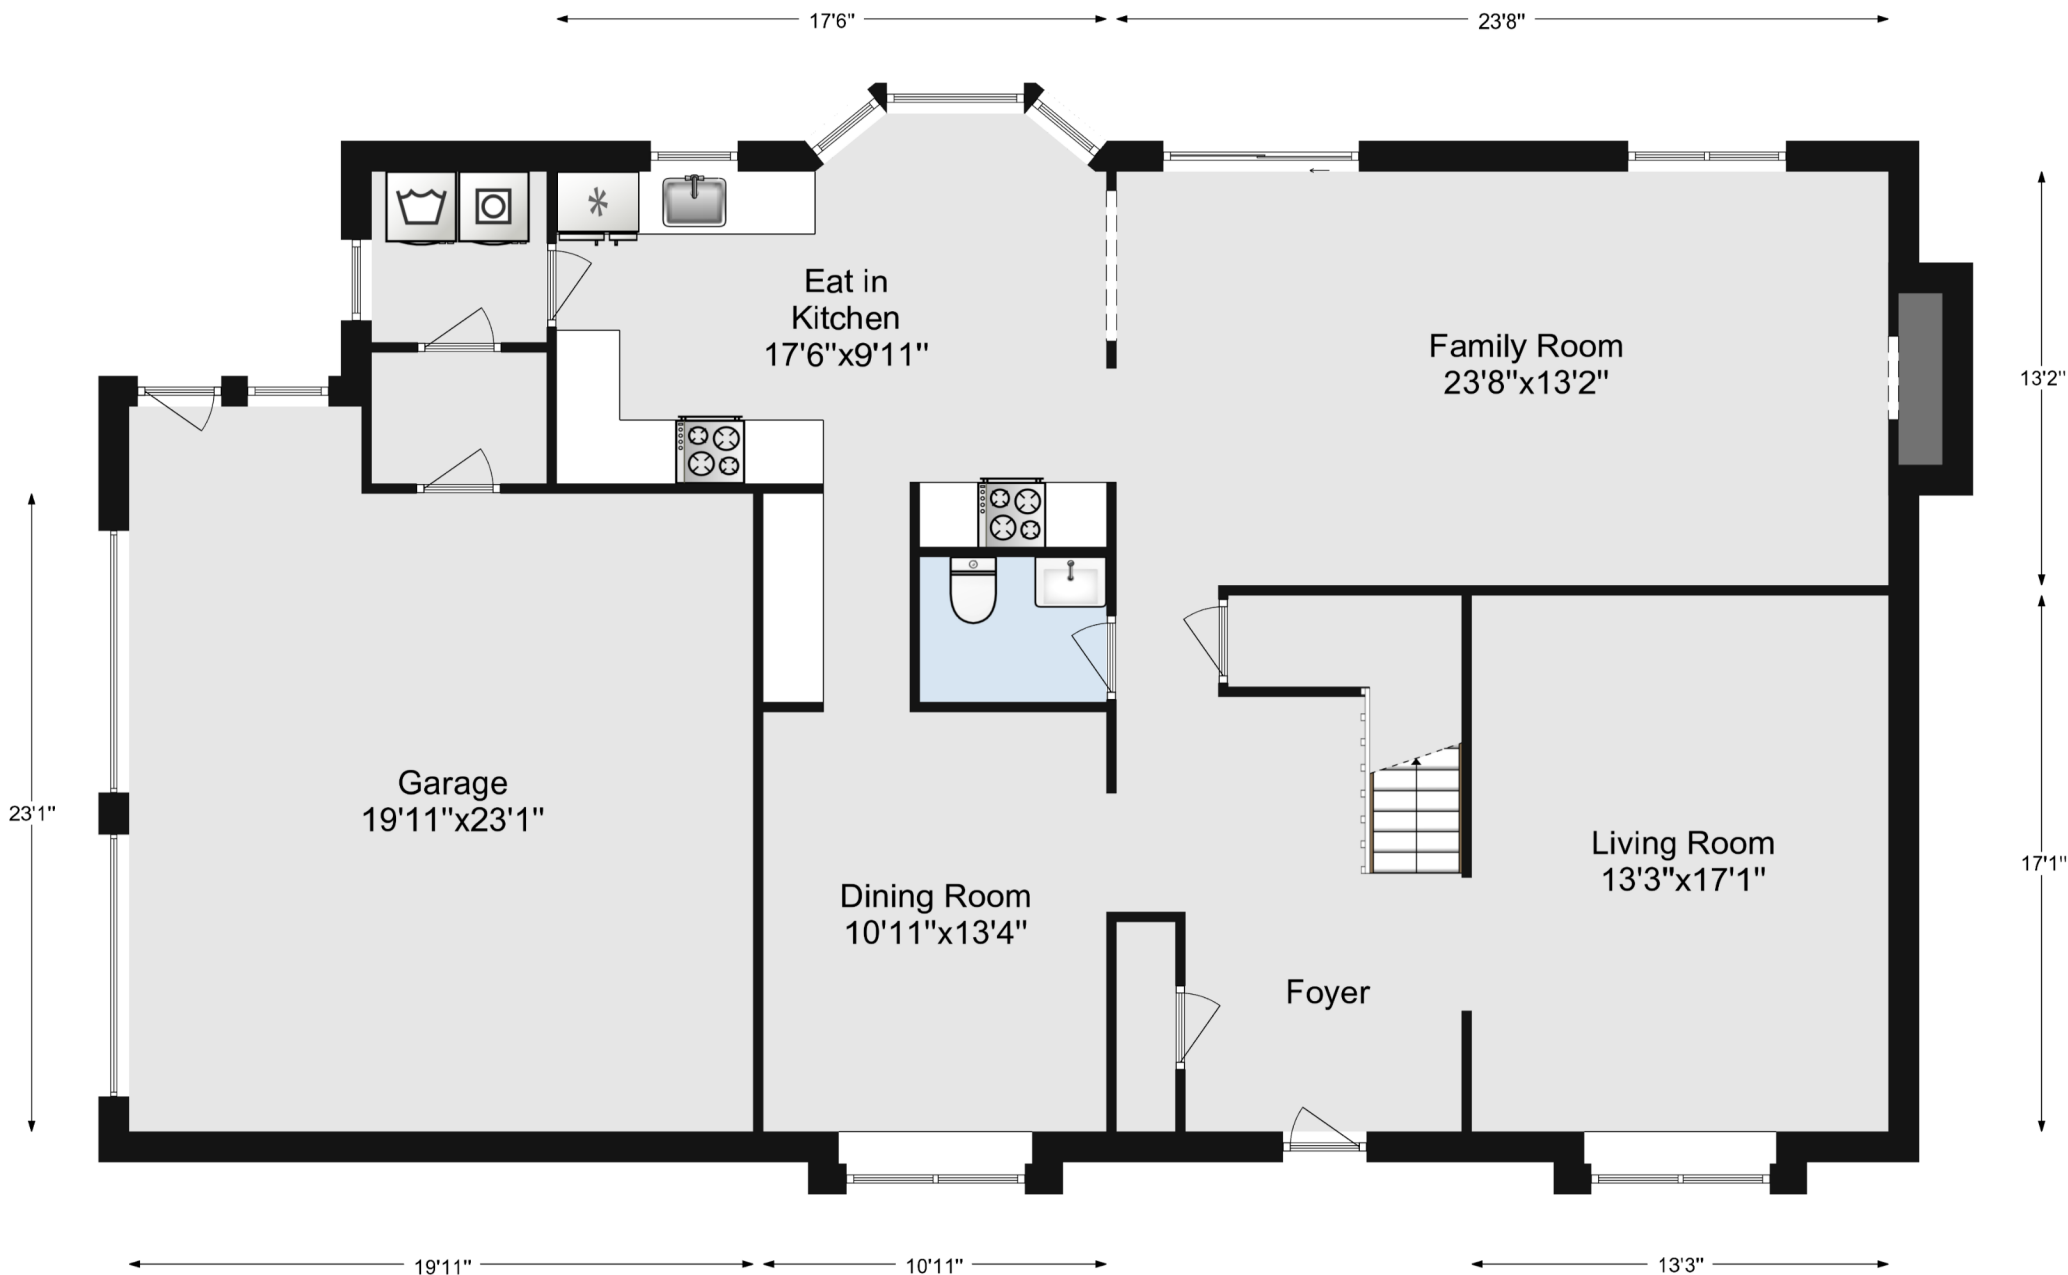 17'6"
23'8"
Eat in
Kitchen
17'6"x9'11"
Family Room
23'8"x13'2"
13'2"
Garage
19'11"x23'1"
23'1"
Dining Room
10'11"x13'4"
Living Room
13'3"x17'1"
17'1"
Foyer
19'11"
10'11"
13'3"